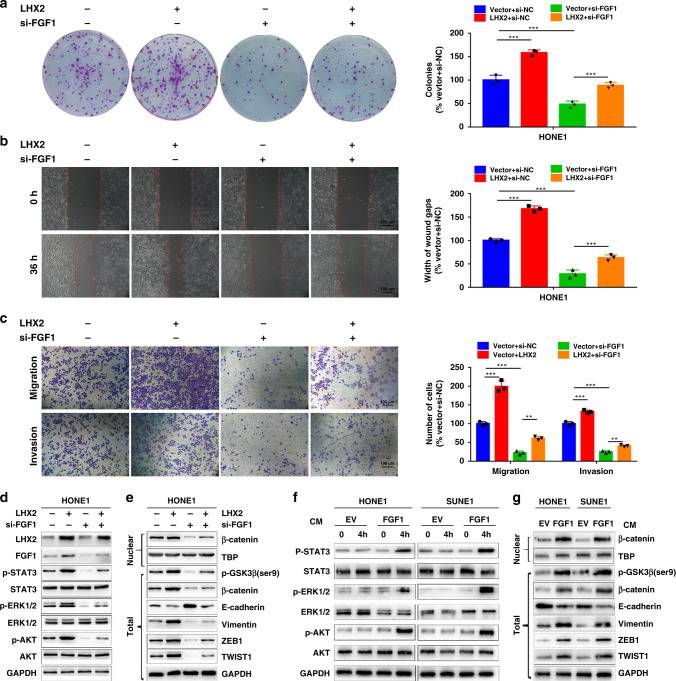 a
LHX2 – + – +
si-FGF1 – – + +
Vector+si-NC Vector+si-FGF1
LHX2+si-NC LHX2+si-FGF1
Colonies
(% vevtor+si-NC)
200
150
100
50
0
***
***
***
HONE1
b
LHX2 – + – +
si-FGF1 – – + +
0 h
36 h
Vector+si-NC Vector+si-FGF1
LHX2+si-NC LHX2+si-FGF1
Width of wound gaps
(% vevtor+si-NC)
200
150
100
50
0
***
***
***
HONE1
c
LHX2 – + – +
si-FGF1 – – + +
Migration
Invasion
Vector+si-NC Vector+si-FGF1
Vector+LHX2 LHX2+si-FGF1
Number of cells
(% vector+si-NC)
250
200
150
100
50
0
***
***
**
***
***
**
Migration Invasion
d
HONE1
LHX2 – + – +
si-FGF1 – – + +
LHX2
FGF1
p-STAT3
STAT3
p-ERK1/2
ERK1/2
p-AKT
AKT
GAPDH
e
HONE1
– + – + LHX2
– – + + si-FGF1
Nuclear
β-catenin
TBP
Total
p-GSK3β(ser9)
β-catenin
E-cadherin
Vimentin
ZEB1
TWIST1
GAPDH
f
HONE1 SUNE1
CM EV FGF1 EV FGF1
0 4h 0 4h 0 4h 0 4h
P-STAT3
STAT3
p-ERK1/2
ERK1/2
p-AKT
AKT
GAPDH
g
HONE1 SUNE1
EV FGF1 EV FGF1 CM
Nuclear
β-catenin
TBP
Total
p-GSK3β(ser9)
β-catenin
E-cadherin
Vimentin
ZEB1
TWIST1
GAPDH